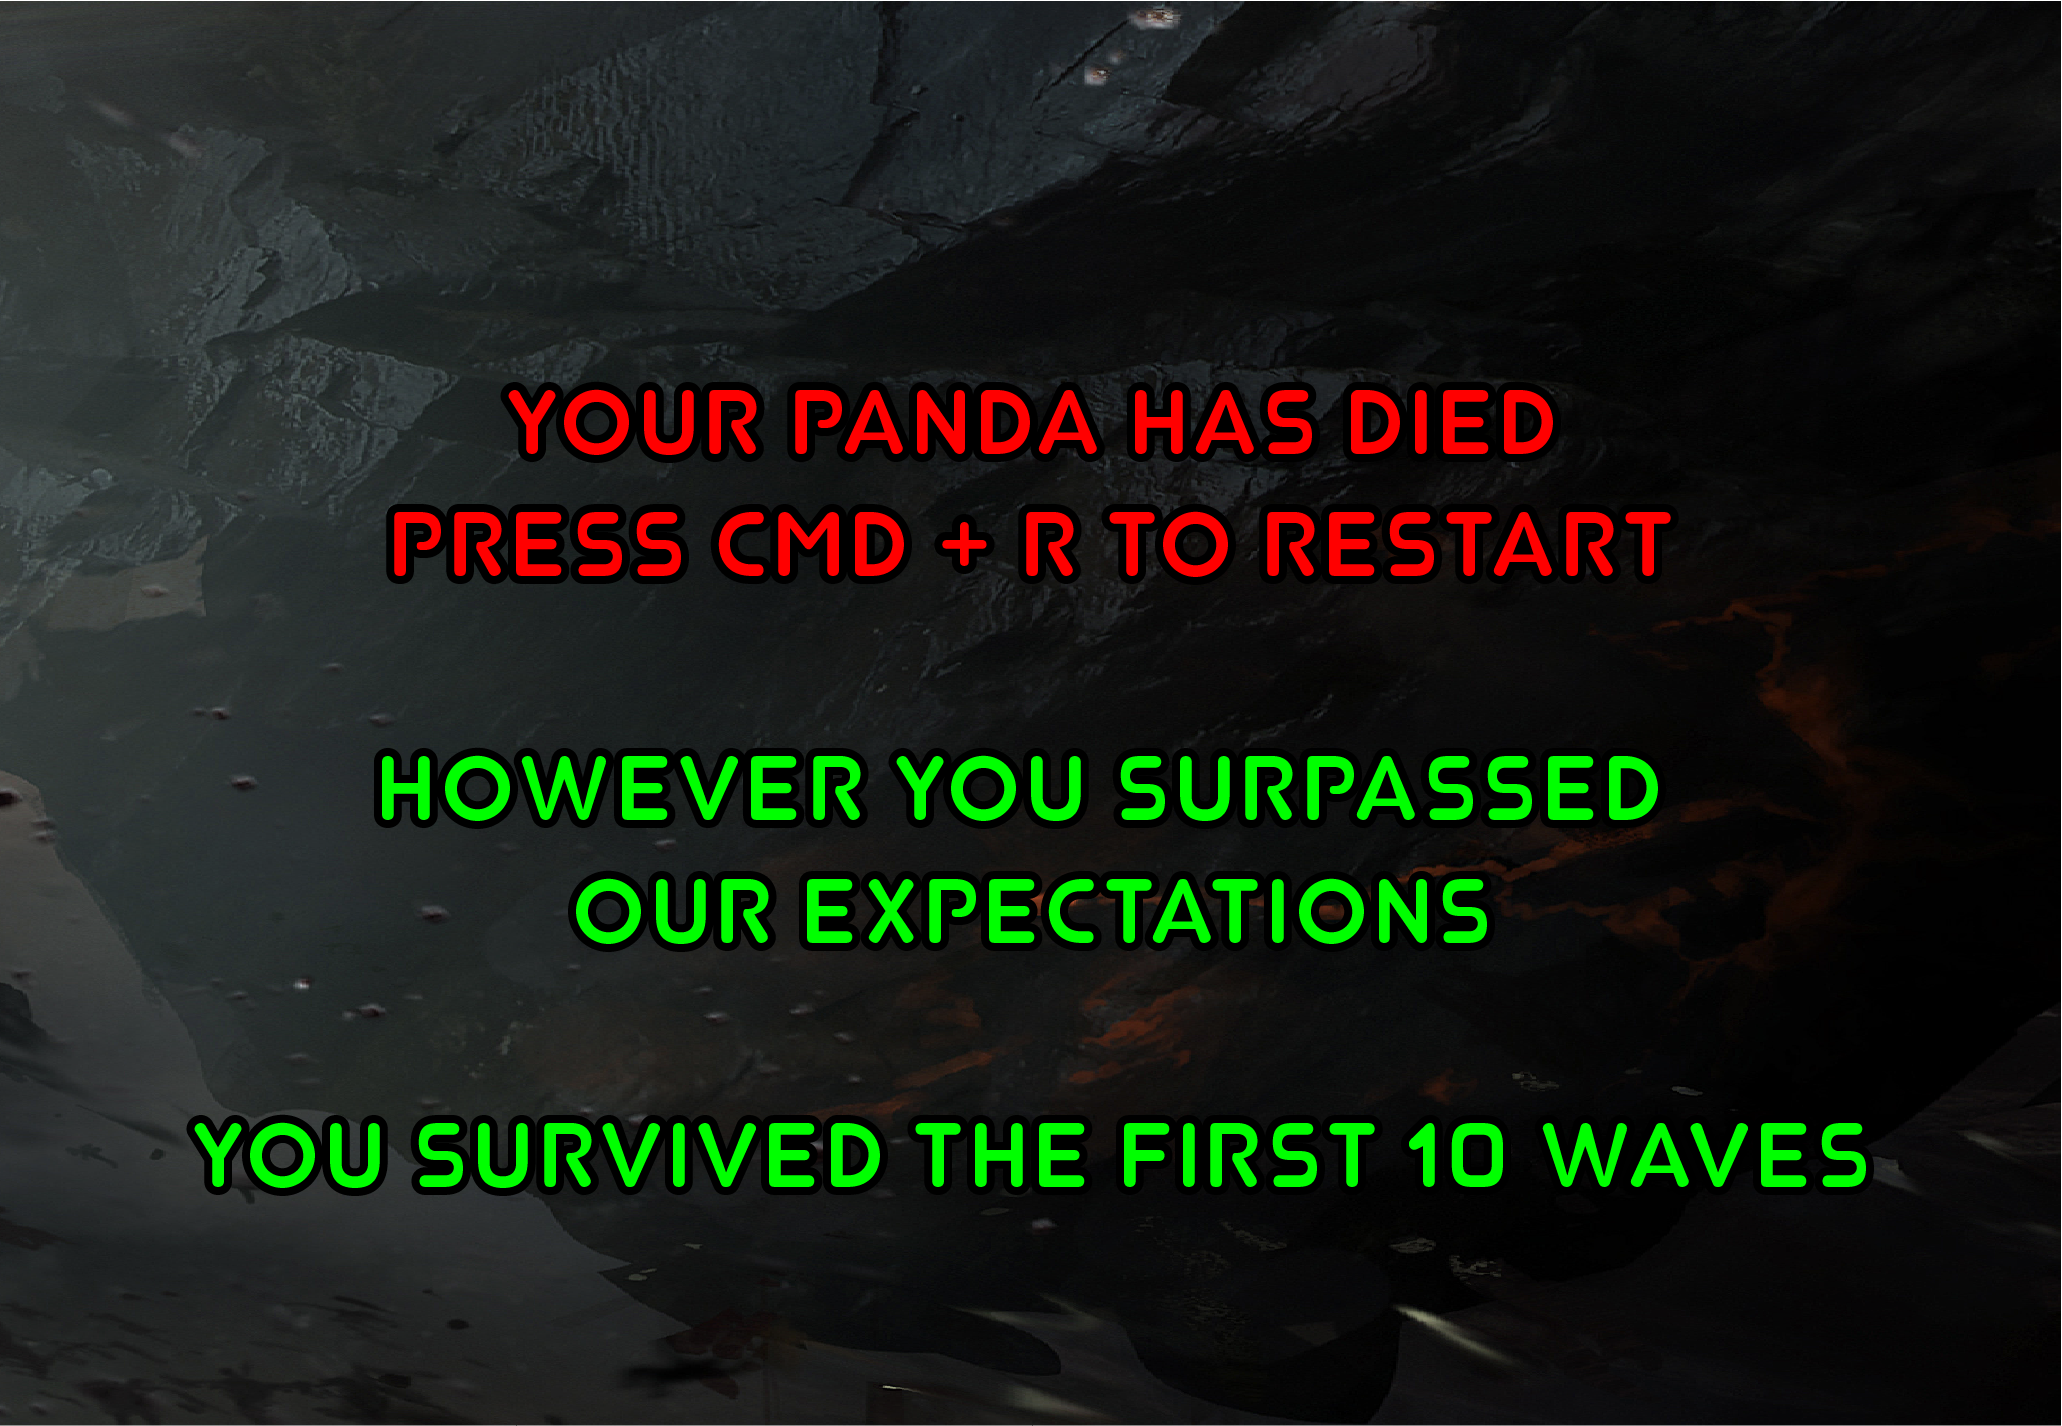 YOUR PANDA HAS DIED
PRESS CMD + R TO RESTART
HOWEVER YOU SURPASSED
OUR EXPECTATIONS
YOU SURVIVED THE FIRST 10 WAVES